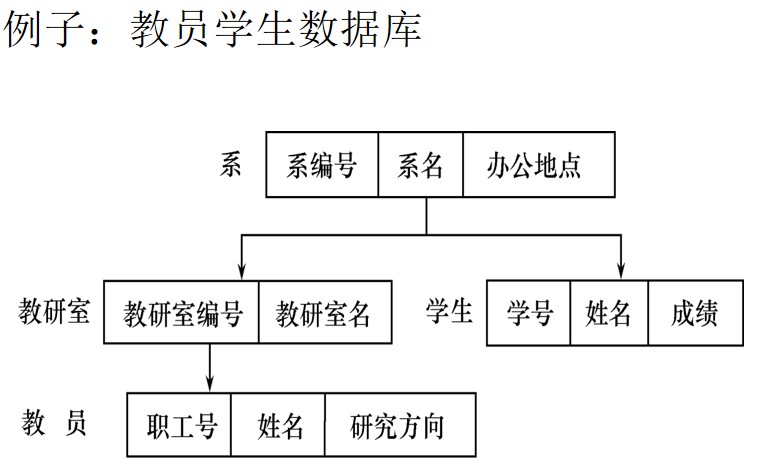 例子：教员学生数据库
系 系编号 系名 办公地点
教研室 教研室编号 教研室名 学生 学号 姓名 成绩
教 员 职工号 姓名 研究方向